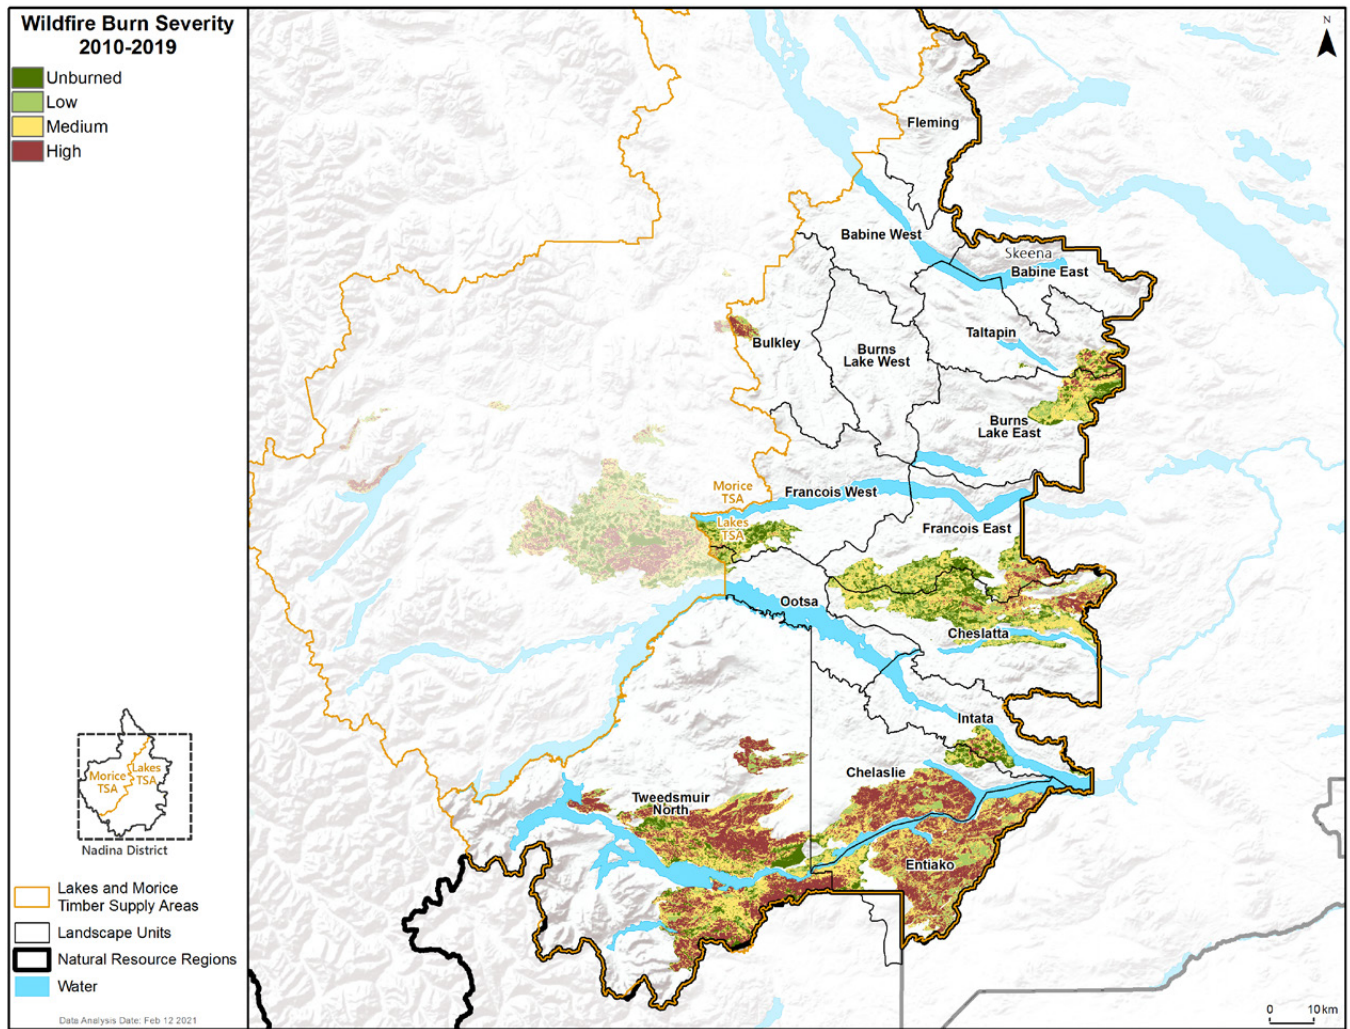 Wildfire Burn Severity
2010-2019
Unburned
Low
Medium
High
N
Fleming
Babine West
Skeena
Babine East
Taltapin
Bulkley
Burns
Lake West
Burns
Lake East
Morice
TSA
Francois West
Lakes
TSA
Francois East
Ootsa
Cheslatta
Intata
Chelaslie
Tweedsmuir
North
Entiako
Morice
TSA
Lakes
TSA
Nadina District
Lakes and Morice
Timber Supply Areas
Landscape Units
Natural Resource Regions
Water
Data Analysis Date: Feb 12 2021
0 10 km